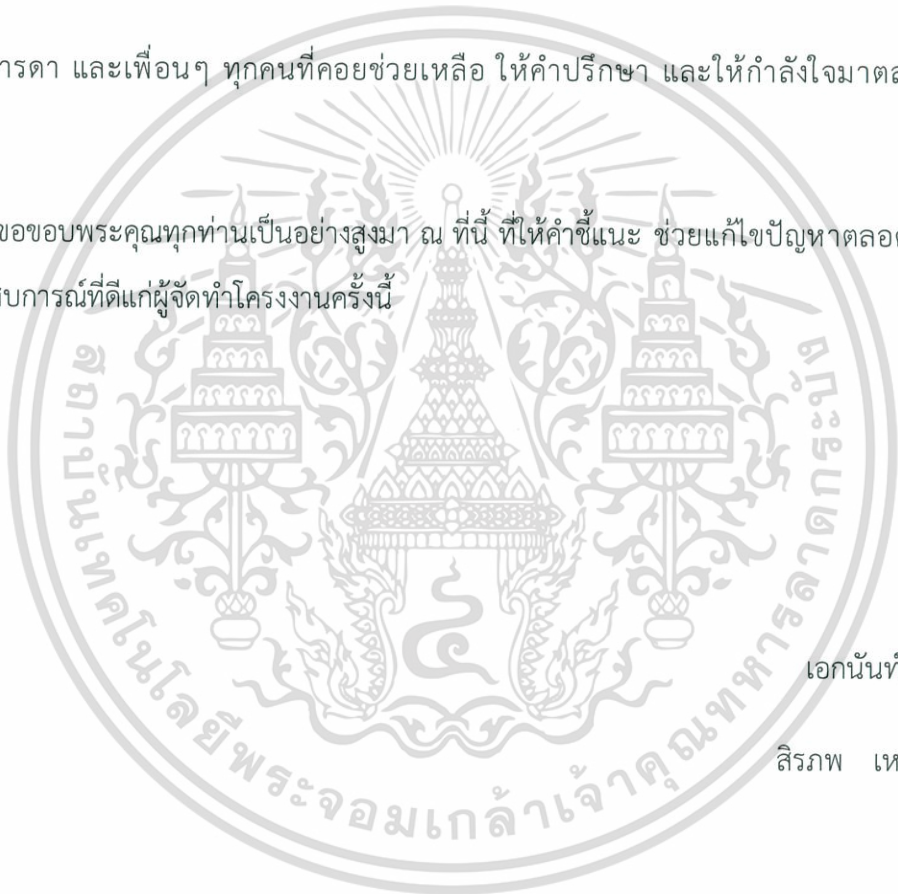 ารดา และเพื่อนๆ ทุกคนที่คอยช่วยเหลือ ให้คำปรึกษา และให้กำลังใจมาตล
ขอขอบพระคุณทุกท่านเป็นอย่างสูงมา ณ ที่นี้ ที่ให้คำชี้แนะ ช่วยแก้ไขปัญหาตลอด
สบการณ์ที่ดีแก่ผู้จัดทำโครงงานครั้งนี้
สถาบันเทคโนโลยีพระจอมเกล้าเจ้าคุณทหารลาดกระบัง
๔
เอกนันท์
สิรภพ เห